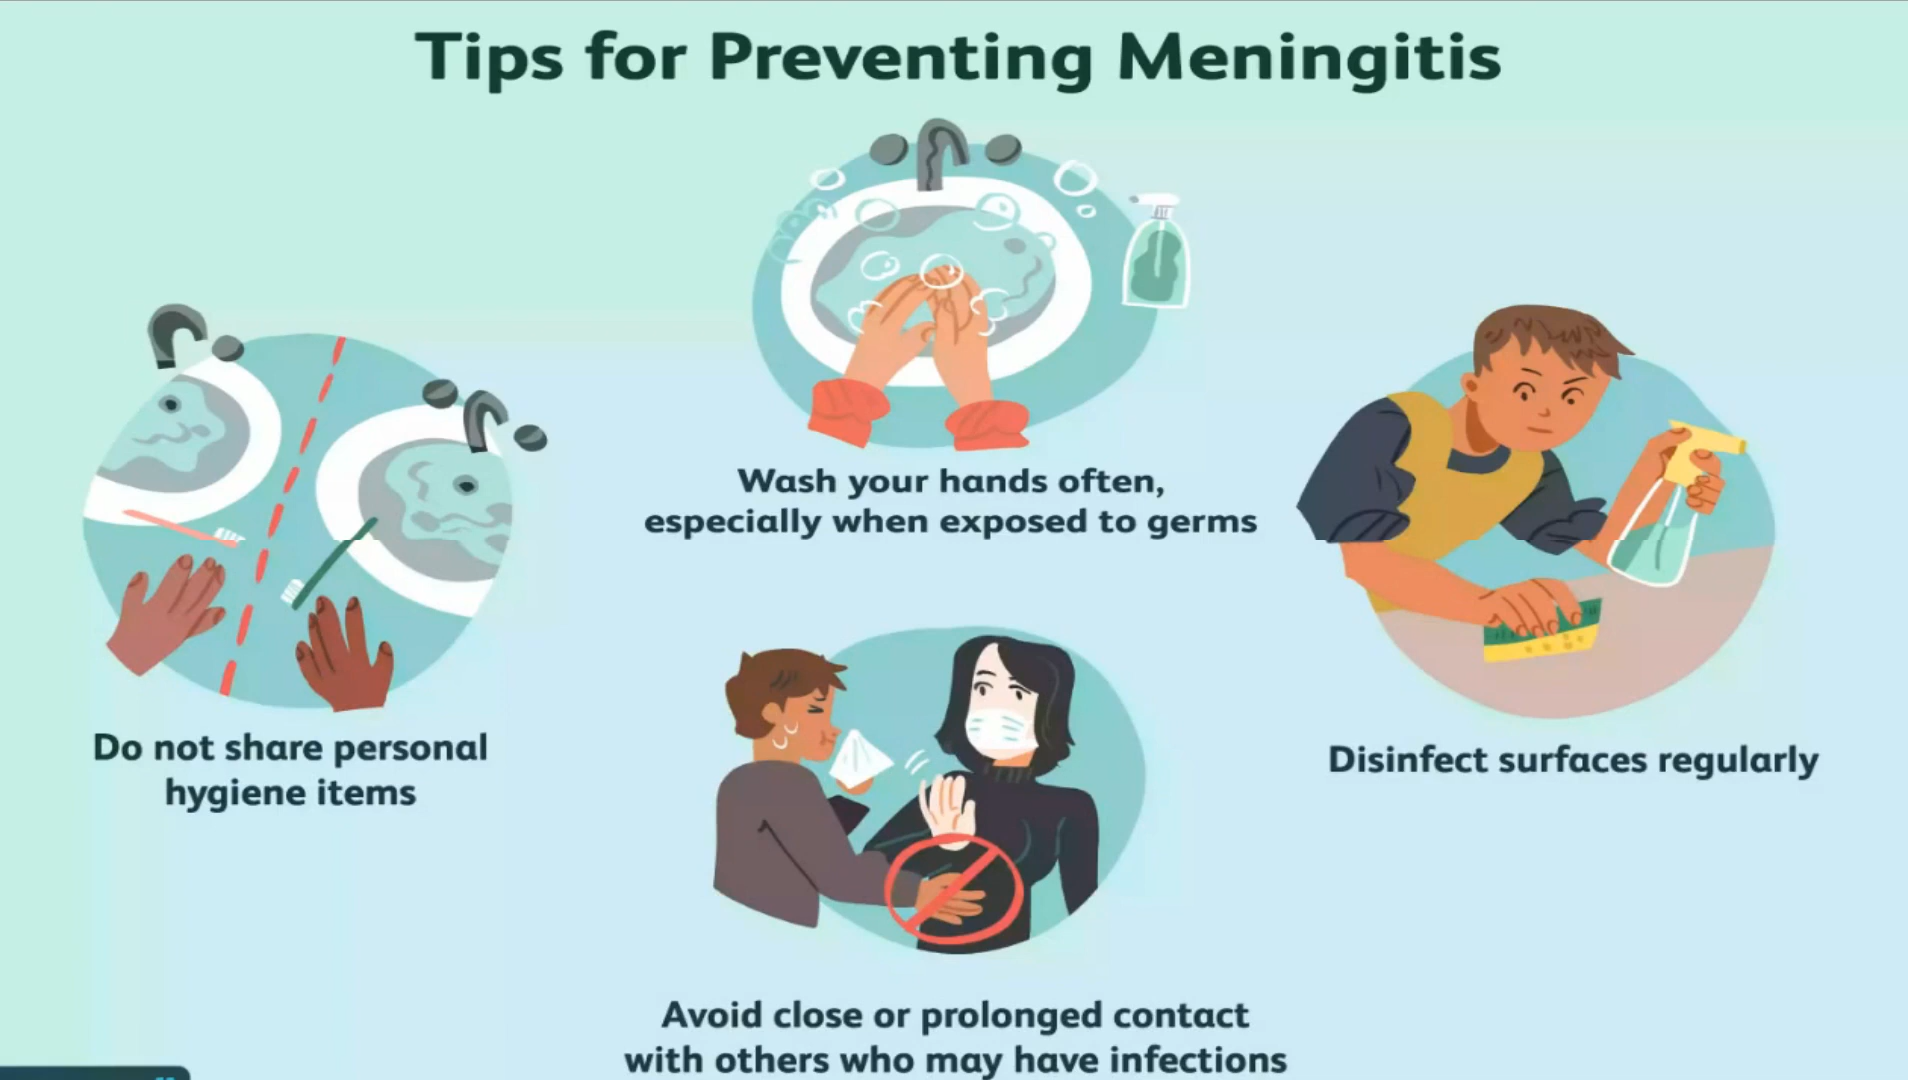 Tips for Preventing Meningitis
Wash your hands often,
especially when exposed to germs
Do not share personal
hygiene items
Disinfect surfaces regularly
Avoid close or prolonged contact
with others who may have infections